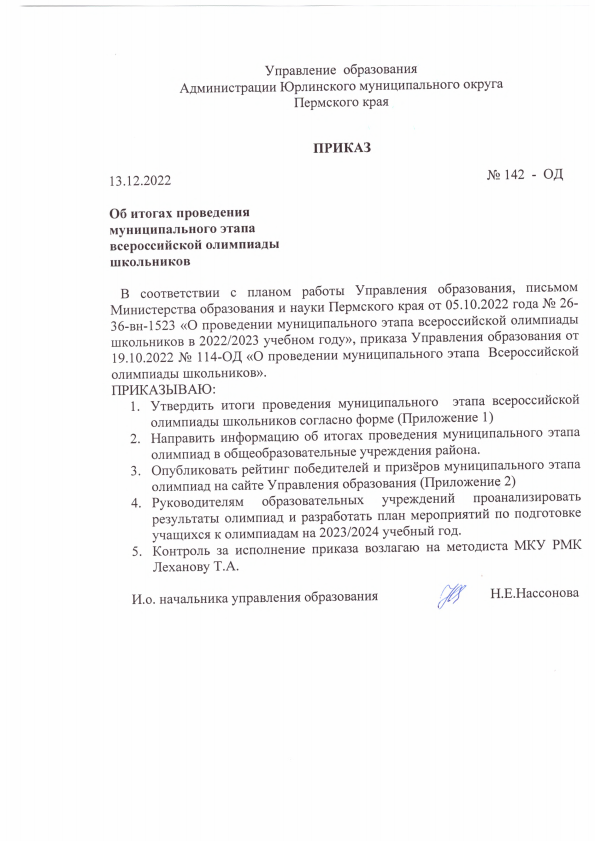 Управление образования
Администрации Юрлинского муниципального округа
Пермского края
ПРИКАЗ
13.12.2022
№ 142 - ОД
Об итогах проведения
муниципального этапа
всероссийской олимпиады
школьников
В соответствии с планом работы Управления образования, письмом
Министерства образования и науки Пермского края от 05.10.2022 года № 26-
36-вн-1523 «О проведении муниципального этапа всероссийской олимпиады
школьников в 2022/2023 учебном году», приказа Управления образования от
19.10.2022 № 114-ОД «О проведении муниципального этапа Всероссийской
олимпиады школьников».
ПРИКАЗЫВАЮ:
1. Утвердить итоги проведения муниципального этапа всероссийской
олимпиады школьников согласно форме (Приложение 1)
2. Направить информацию об итогах проведения муниципального этапа
олимпиад в общеобразовательные учреждения района.
3. Опубликовать рейтинг победителей и призёров муниципального этапа
олимпиад на сайте Управления образования (Приложение 2)
4. Руководителям образовательных учреждений проанализировать
результаты олимпиад и разработать план мероприятий по подготовке
учащихся к олимпиадам на 2023/2024 учебный год.
5. Контроль за исполнение приказа возлагаю на методиста МКУ РМК
Леханову Т.А.
И.о. начальника управления образования
Н.Е.Нассонова